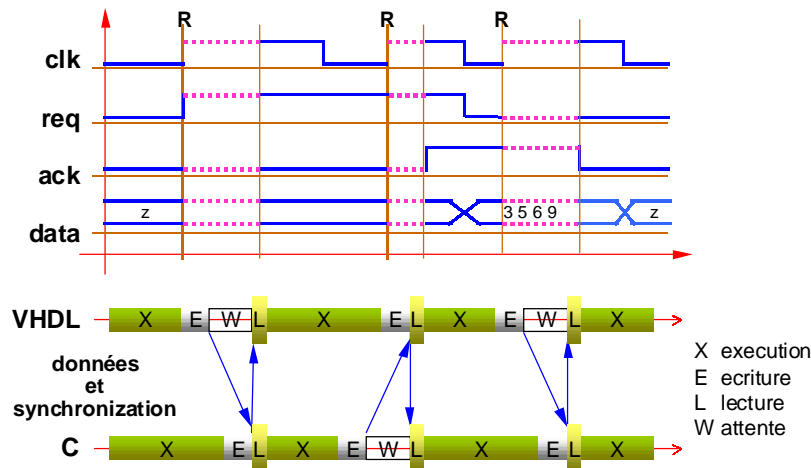 R R R
clk
req
ack
z 3 5 6 9 z
data
VHDL X E W L X E L X E W L X
données
et
synchronization
X execution
E ecriture
L lecture
W attente
C X E L X E W L X E L X